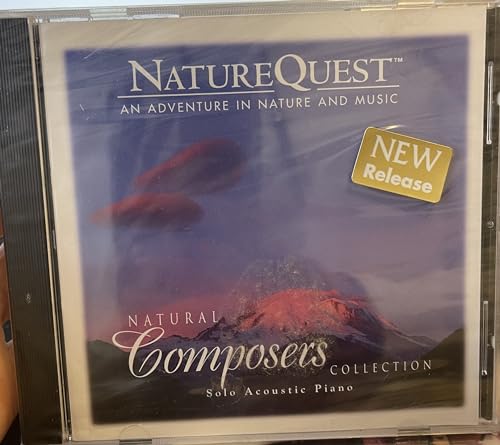 NATUREQUEST™
AN ADVENTURE IN NATURE AND MUSIC
NEW
Release
NATURAL
Composers
COLLECTION
Solo Acoustic Piano